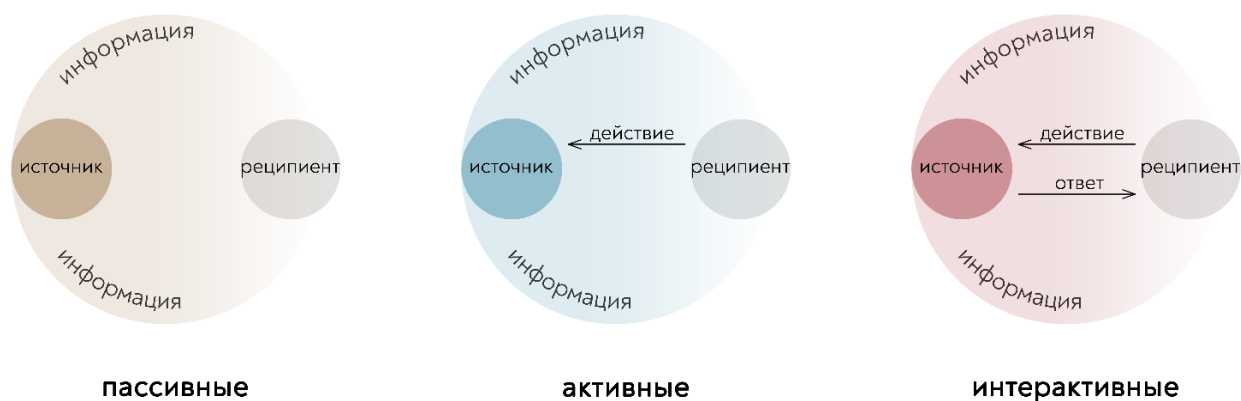 информация
источник
реципиент
информация
пассивные
информация
действие
источник
реципиент
информация
активные
информация
действие
источник
реципиент
ответ
информация
интерактивные